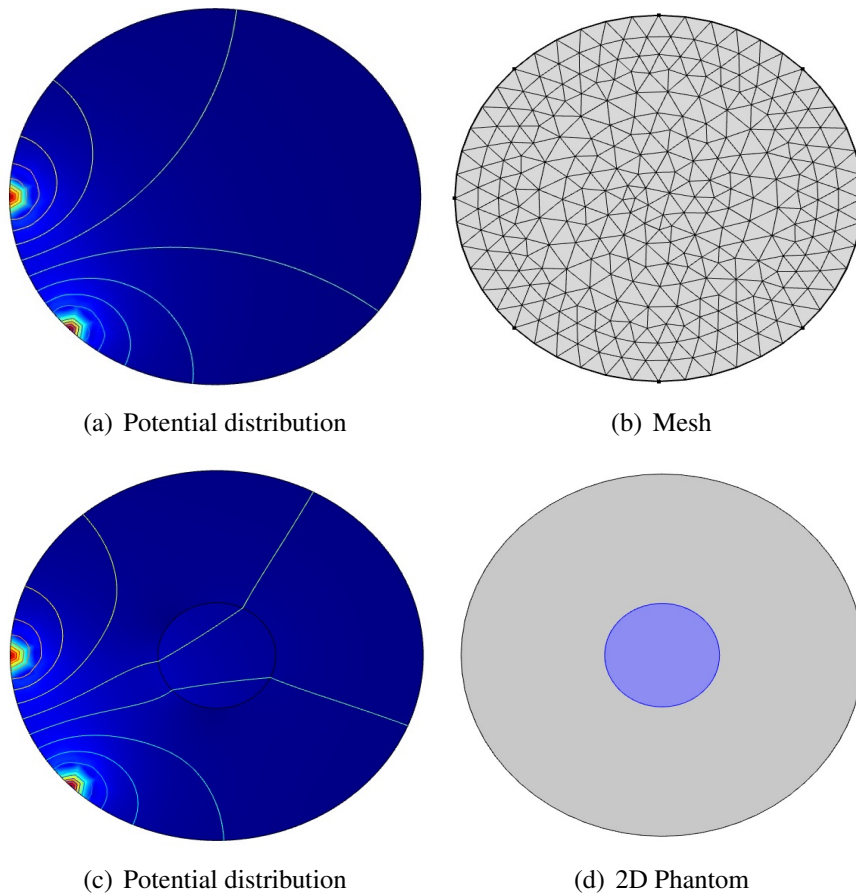 (a) Potential distribution
(b) Mesh
(c) Potential distribution
(d) 2D Phantom